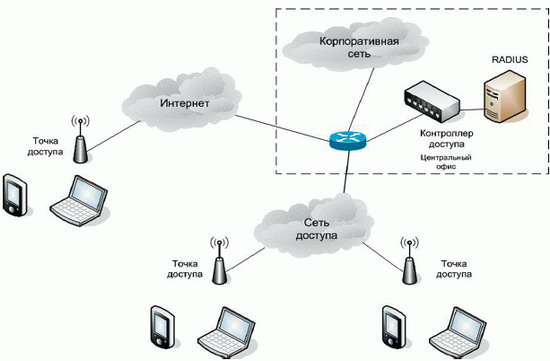 Корпоративная
сеть
RADIUS
Интернет
Точка
доступа
Контроллер
доступа
Центральный
офис
Сеть
доступа
Точка
доступа
Точка
доступа